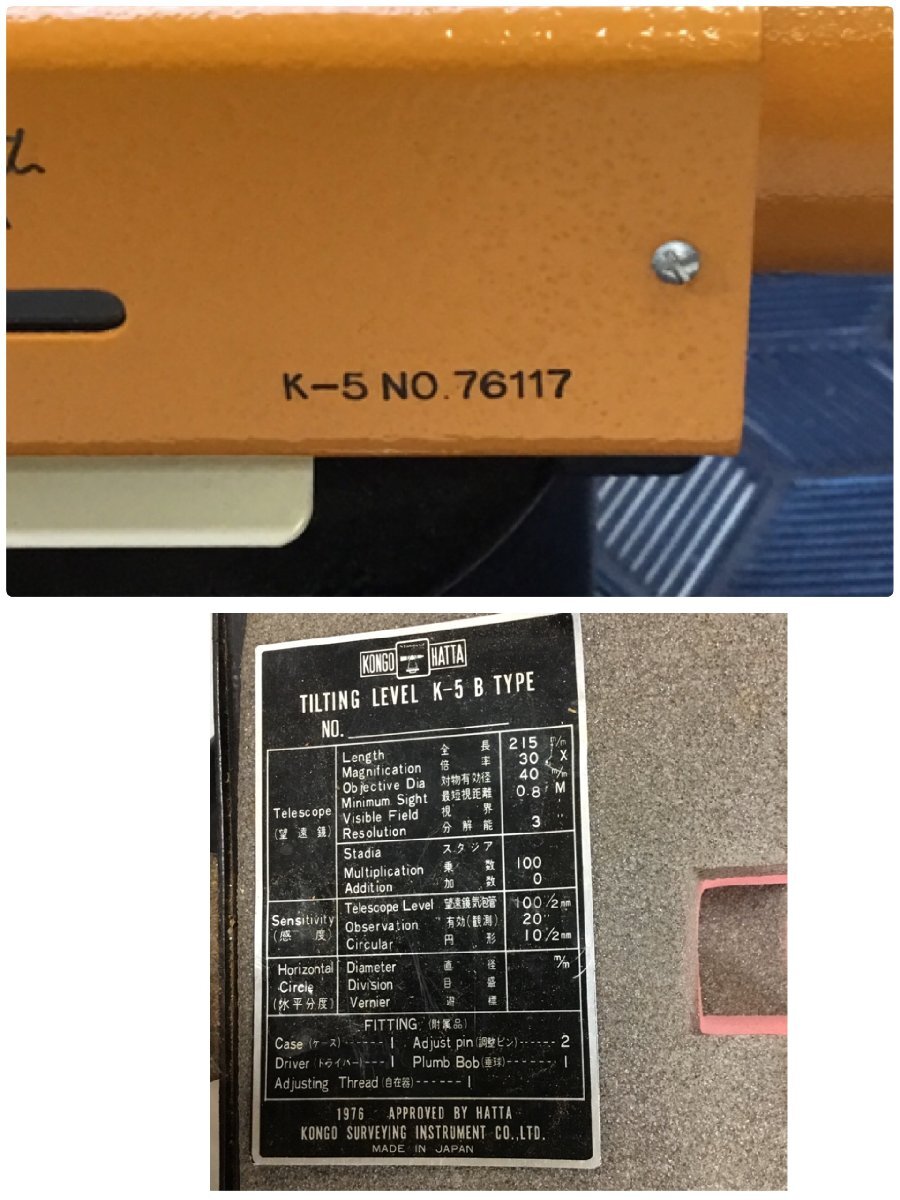 K-5 NO. 76117
KONGO HATTA
TILTING LEVEL K-5 B TYPE
NO.
Telescope (望遠鏡)
Length 全長 215 m/m
Magnification 倍率 30 X
Objective Dia 対物有効径 40 m/m
Minimum Sight 最短視距離 0.8 M
Visible Field 視界
Resolution 分解能 3 "
Stadia スタジア
Multiplication 乗数 100
Addition 加数 0
Sensitivity (感度)
Telescope Level 望遠鏡気泡管 100"/2mm
Observation 有効(観測) 20"
Circular 円形 10'/2mm
Horizontal Circle (水平分度)
Diameter 直径 m/m
Division 目盛
Vernier 遊標
FITTING (附属品)
Case (ケース)------1 Adjust pin(調整ピン)------2
Driver (ドライバー)----1 Plumb Bob(垂球)-------1
Adjusting Thread (自在器)------1
1976 APPROVED BY HATTA
KONGO SURVEYING INSTRUMENT CO.,LTD.
MADE IN JAPAN